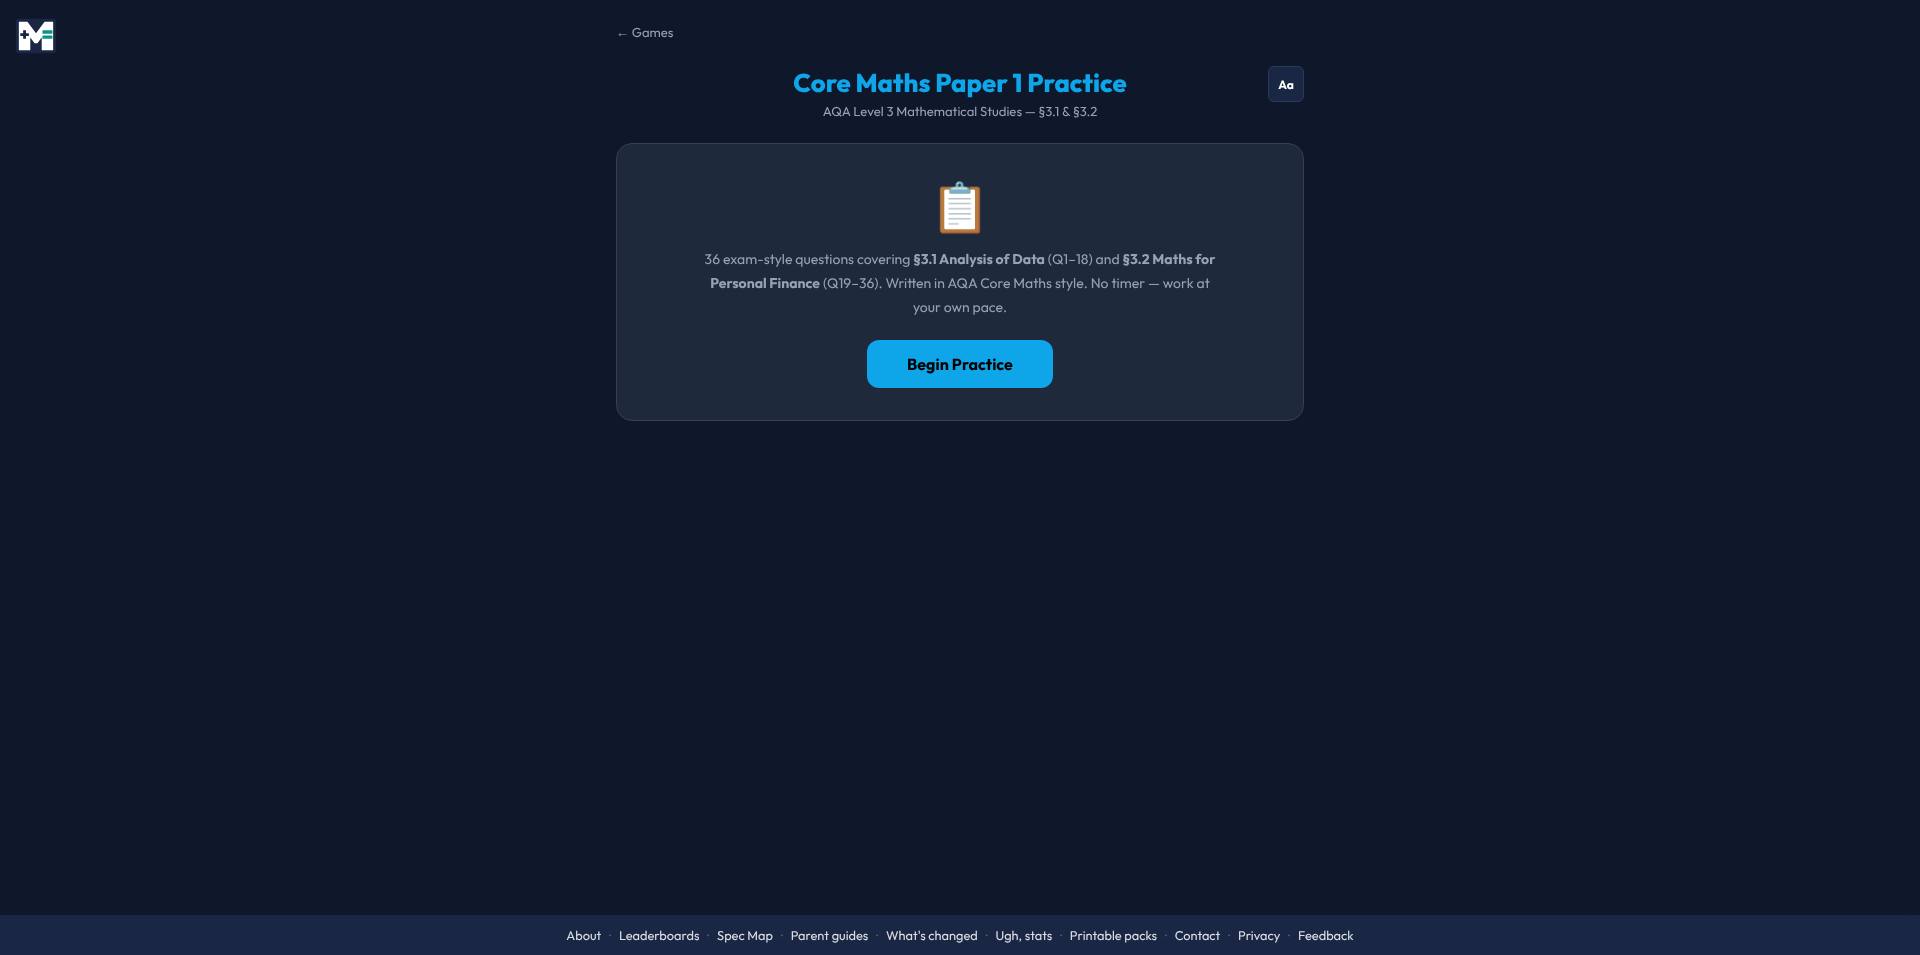 ← Games
Core Maths Paper 1 Practice
Aa
AQA Level 3 Mathematical Studies — §3.1 & §3.2
36 exam-style questions covering §3.1 Analysis of Data (Q1–18) and §3.2 Maths for
Personal Finance (Q19–36). Written in AQA Core Maths style. No timer — work at
your own pace.
Begin Practice
About · Leaderboards · Spec Map · Parent guides · What's changed · Ugh, stats · Printable packs · Contact · Privacy · Feedback